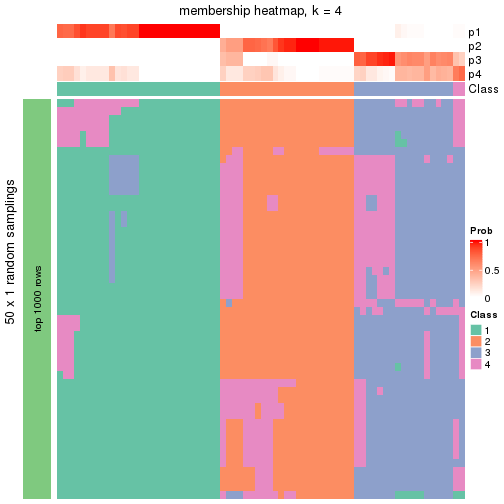 membership heatmap, k = 4
p1
p2
p3
p4
Class
50 x 1 random samplings
top 1000 rows
Prob
1
0.5
0
Class
1
2
3
4